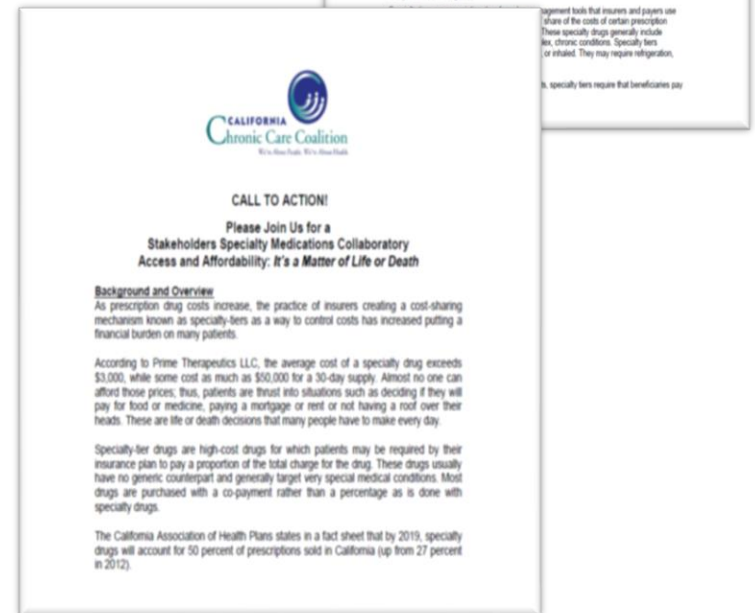 agement tools that insurers and payers use
share of the costs of certain prescription
These specialty drugs generally include
lex, chronic conditions. Specialty tiers
or inhaled. They may require refrigeration,
s, specialty tiers require that beneficiaries pay
CALIFORNIA
Chronic Care Coalition
We're About People, We're About Health
CALL TO ACTION!
Please Join Us for a
Stakeholders Specialty Medications Collaboratory
Access and Affordability: It's a Matter of Life or Death
Background and Overview
As prescription drug costs increase, the practice of insurers creating a cost-sharing
mechanism known as specialty-tiers as a way to control costs has increased putting a
financial burden on many patients.
According to Prime Therapeutics LLC, the average cost of a specialty drug exceeds
$3,000, while some cost as much as $50,000 for a 30-day supply. Almost no one can
afford those prices; thus, patients are thrust into situations such as deciding if they will
pay for food or medicine, paying a mortgage or rent or not having a roof over their
heads. These are life or death decisions that many people have to make every day.
Specialty-tier drugs are high-cost drugs for which patients may be required by their
insurance plan to pay a proportion of the total charge for the drug. These drugs usually
have no generic counterpart and generally target very special medical conditions. Most
drugs are purchased with a co-payment rather than a percentage as is done with
specialty drugs.
The California Association of Health Plans states in a fact sheet that by 2019, specialty
drugs will account for 50 percent of prescriptions sold in California (up from 27 percent
in 2012).